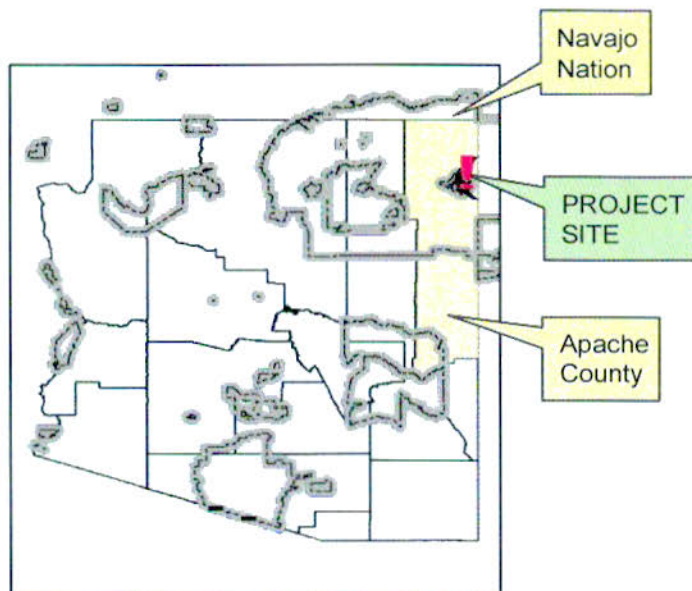 Navajo
Nation
PROJECT
SITE
Apache
County